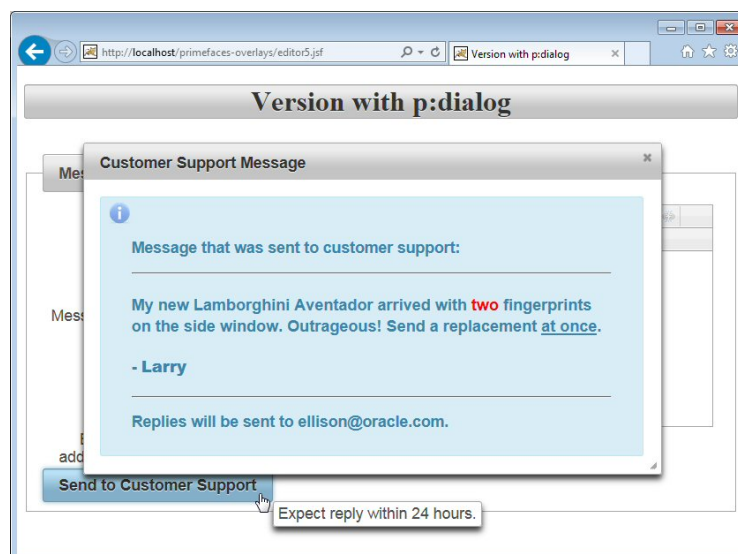 http://localhost/primefaces-overlays/editor5.jsf
Version with p:dialog
Version with p:dialog
Customer Support Message
Message that was sent to customer support:
My new Lamborghini Aventador arrived with two fingerprints
on the side window. Outrageous! Send a replacement at once.
- Larry
Replies will be sent to ellison@oracle.com.
Send to Customer Support
Expect reply within 24 hours.